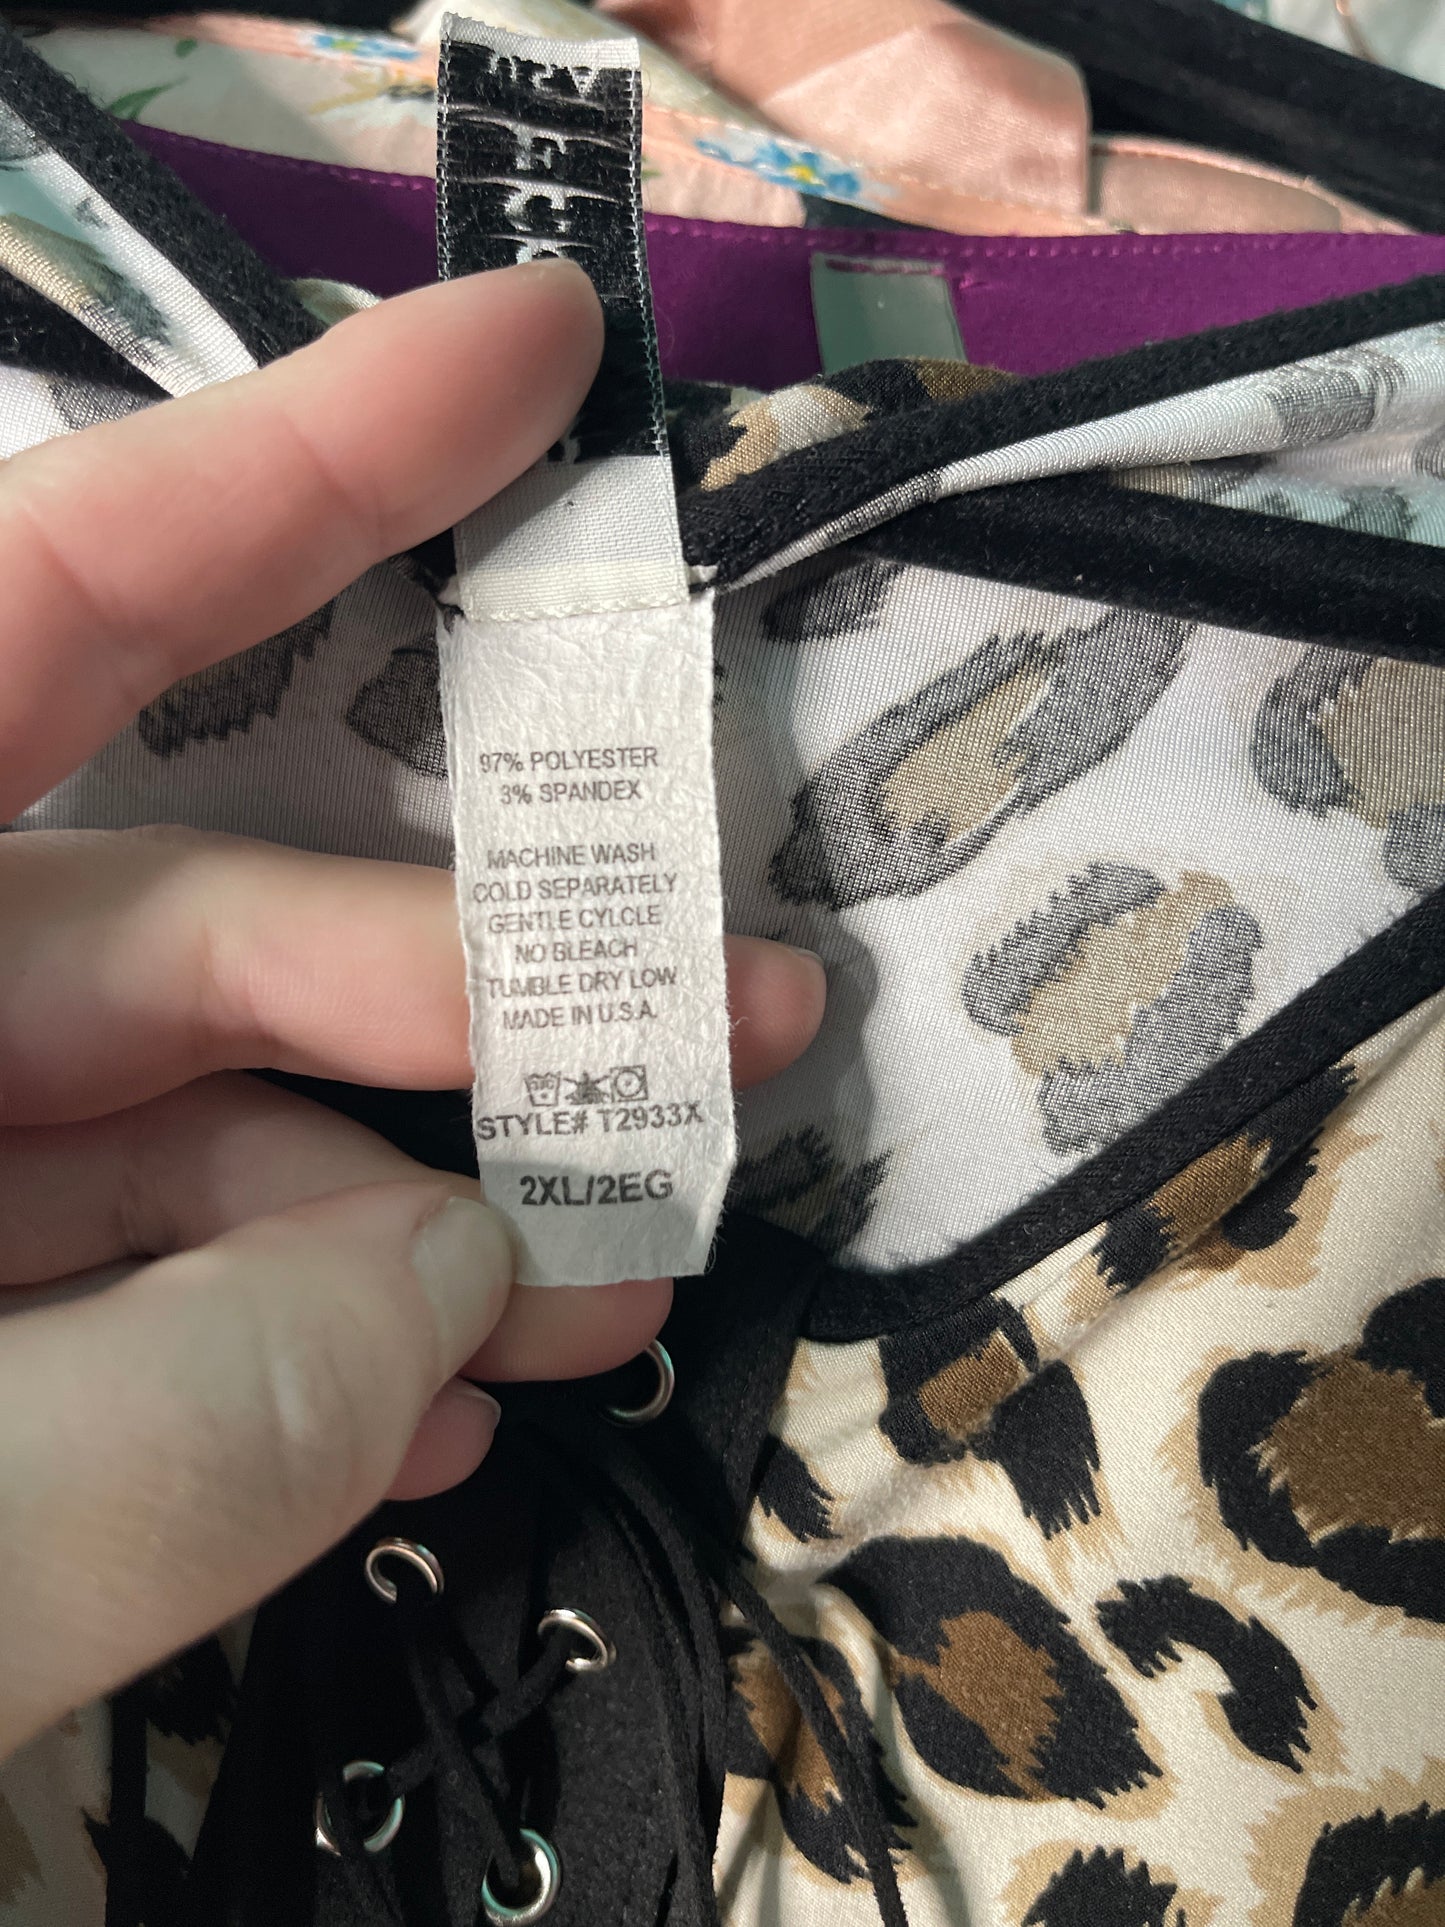 97% POLYESTER
3% SPANDEX
MACHINE WASH
COLD SEPARATELY
GENTLE CYLCLE
NO BLEACH
TUMBLE DRY LOW
MADE IN U.S.A.
STYLE# T2933X
2XL/2EG